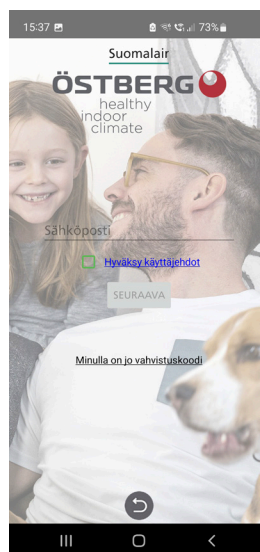 15:37
73%
Suomalair
ÖSTBERG
healthy
indoor
climate
Sähköposti
Hyväksy käyttäjehdot
SEURAAVA
Minulla on jo vahvistuskoodi